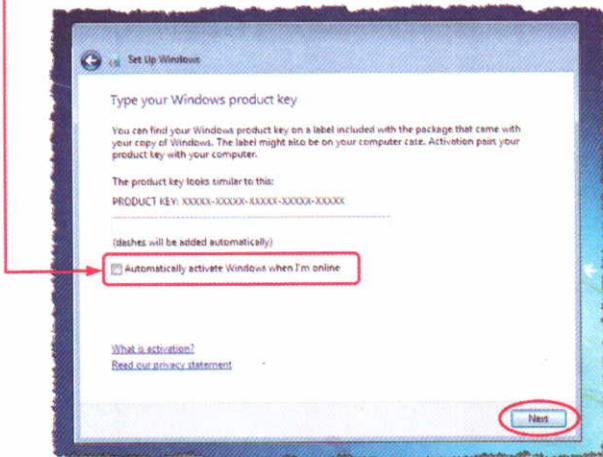 Set Up Windows
Type your Windows product key
You can find your Windows product key on a label included with the package that came with
your copy of Windows. The label might also be on your computer case. Activation pairs your
product key with your computer.
The product key looks similar to this:
PRODUCT KEY: XXXXX-XXXXX-XXXXX-XXXXX-XXXXX
(dashes will be added automatically)
Automatically activate Windows when I'm online
What is activation?
Read our privacy statement
Next